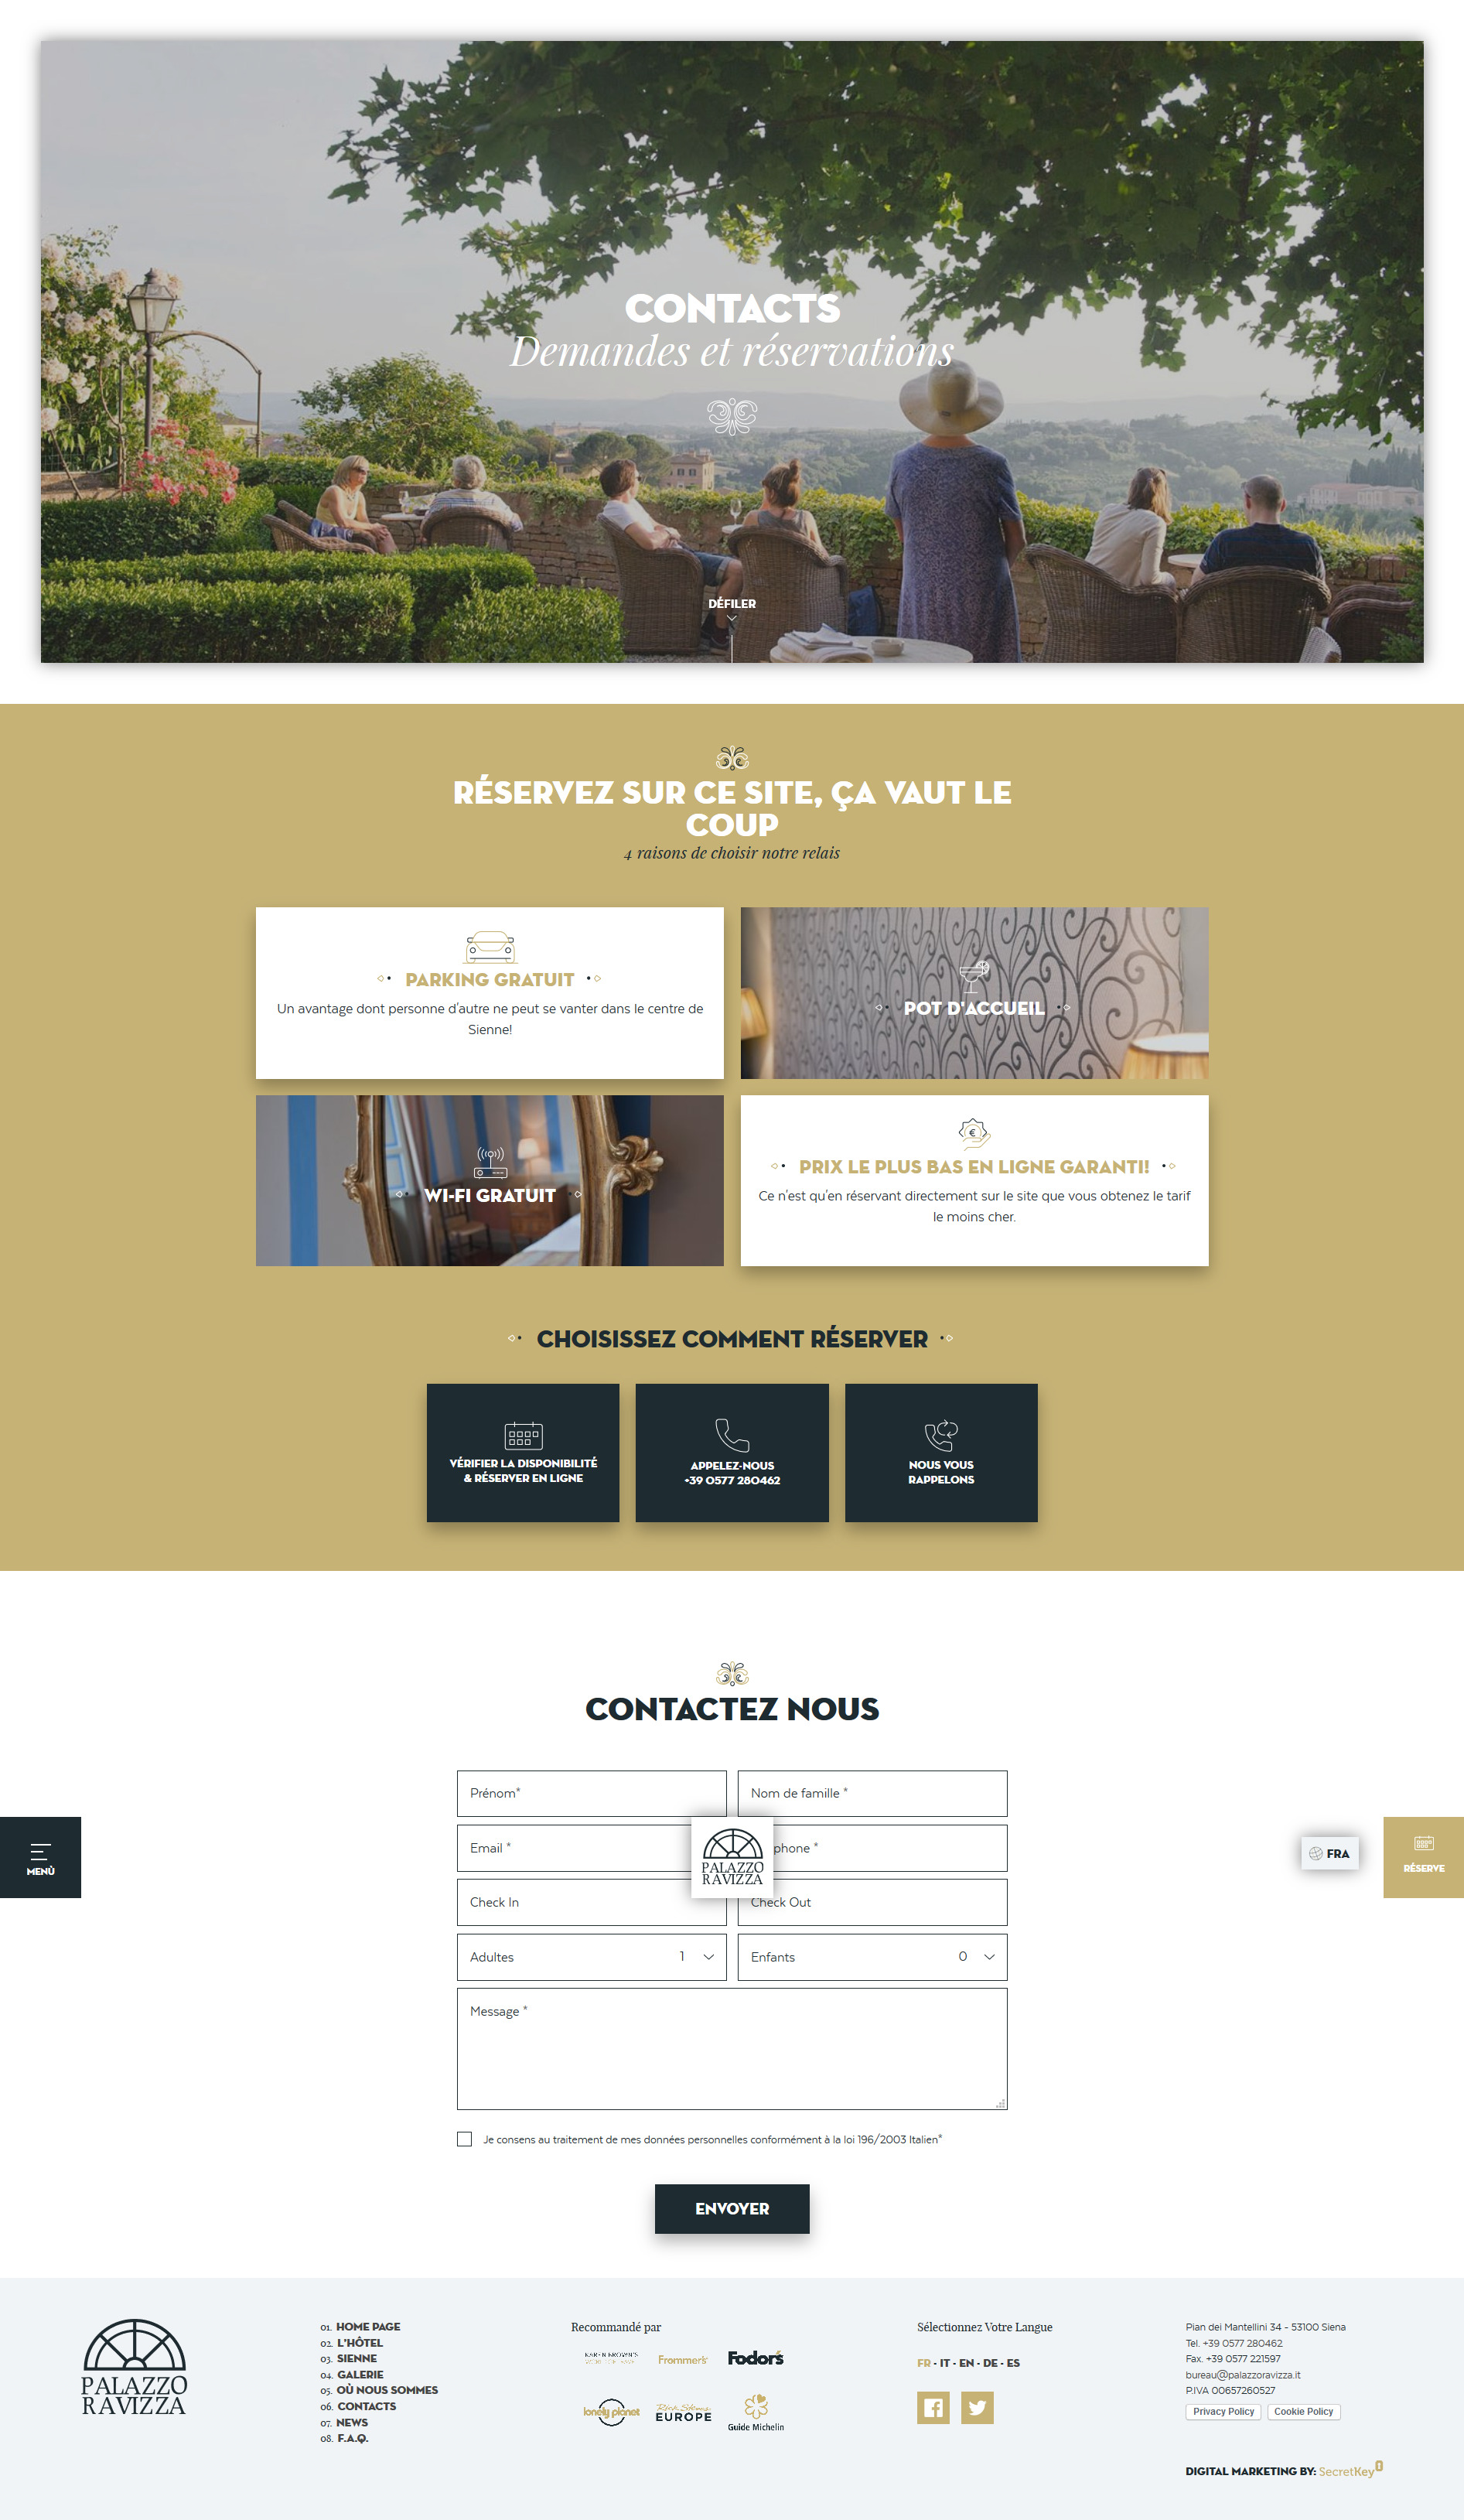 CONTACTS
Demandes et réservations
DÉFILER
RÉSERVEZ SUR CE SITE, ÇA VAUT LE
COUP
4 raisons de choisir notre relais
PARKING GRATUIT
Un avantage dont personne d'autre ne peut se vanter dans le centre de
Sienne!
POT D'ACCUEIL
WI-FI GRATUIT
PRIX LE PLUS BAS EN LIGNE GARANTI!
Ce n'est qu'en réservant directement sur le site que vous obtenez le tarif
le moins cher.
CHOISISSEZ COMMENT RÉSERVER
VÉRIFIER LA DISPONIBILITÉ
& RÉSERVER EN LIGNE
APPELEZ-NOUS
+39 0577 280462
NOUS VOUS
RAPPELONS
CONTACTEZ NOUS
Prénom*
Nom de famille *
MENÙ
Email *
phone *
PALAZZO
RAVIZZA
FRA
RÉSERVE
Check In
Check Out
Adultes 1
Enfants 0
Message *
Je consens au traitement de mes données personnelles conformément à la loi 196/2003 Italien*
ENVOYER
PALAZZO
RAVIZZA
01. HOME PAGE
02. L'HÔTEL
03. SIENNE
04. GALERIE
05. OÙ NOUS SOMMES
06. CONTACTS
07. NEWS
08. F.A.Q.
Recommandé par
Frommer's
Fodor's
lonely planet
EUROPE
Guide Michelin
Sélectionnez Votre Langue
FR - IT - EN - DE - ES
Pian dei Mantellini 34 - 53100 Siena
Tel. +39 0577 280462
Fax. +39 0577 221597
bureau@palazzoravizza.it
P.IVA 00657260527
Privacy Policy
Cookie Policy
DIGITAL MARKETING BY: SecretKey